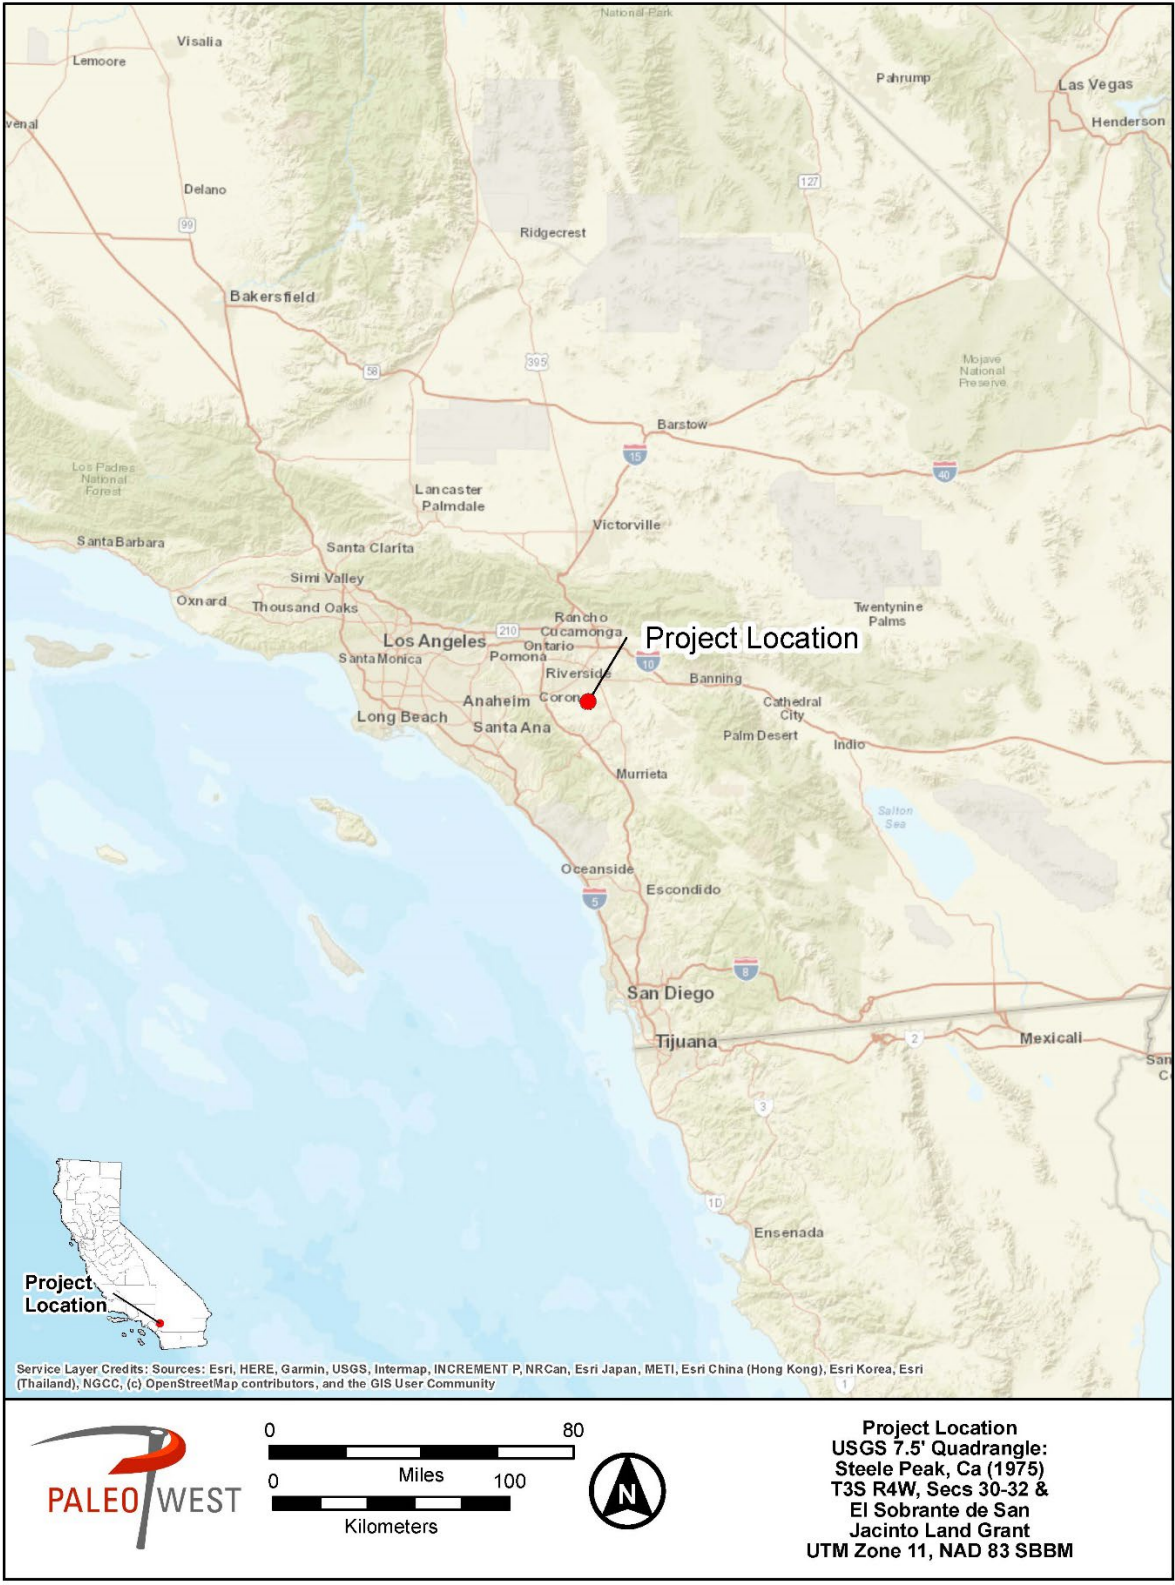 National Park
Visalia
Lemoore
Pahrump
Las Vegas
Henderson
venal
127
Delano
99
Ridgecrest
Bakersfield
395
58
Mojave
National
Preserve
Barstow
15
40
Los Padres
National
Forest
Lancaster
Palmdale
Victorville
Santa Barbara
Santa Clarita
Simi Valley
Oxnard
Thousand Oaks
Twentynine
Palms
Rancho
Cucamonga
210
Los Angeles
Ontario
Project Location
Santa Monica
Pomona
10
Riverside
Banning
Anaheim
Coron
Cathedral
City
Long Beach
Santa Ana
Palm Desert
Indio
Murrieta
Salton
Sea
Oceanside
Escondido
5
8
San Diego
Tijuana
2
Mexicali
San
C
3
1D
Ensenada
Project
Location
1
Service Layer Credits: Sources: Esri, HERE, Garmin, USGS, Intermap, INCREMENT P, NRCan, Esri Japan, METI, Esri China (Hong Kong), Esri Korea, Esri
(Thailand), NGCC, (c) OpenStreetMap contributors, and the GIS User Community
PALEO WEST
0 80
Miles
0 100
Kilometers
N
Project Location
USGS 7.5' Quadrangle:
Steele Peak, Ca (1975)
T3S R4W, Secs 30-32 &
El Sobrante de San
Jacinto Land Grant
UTM Zone 11, NAD 83 SBBM